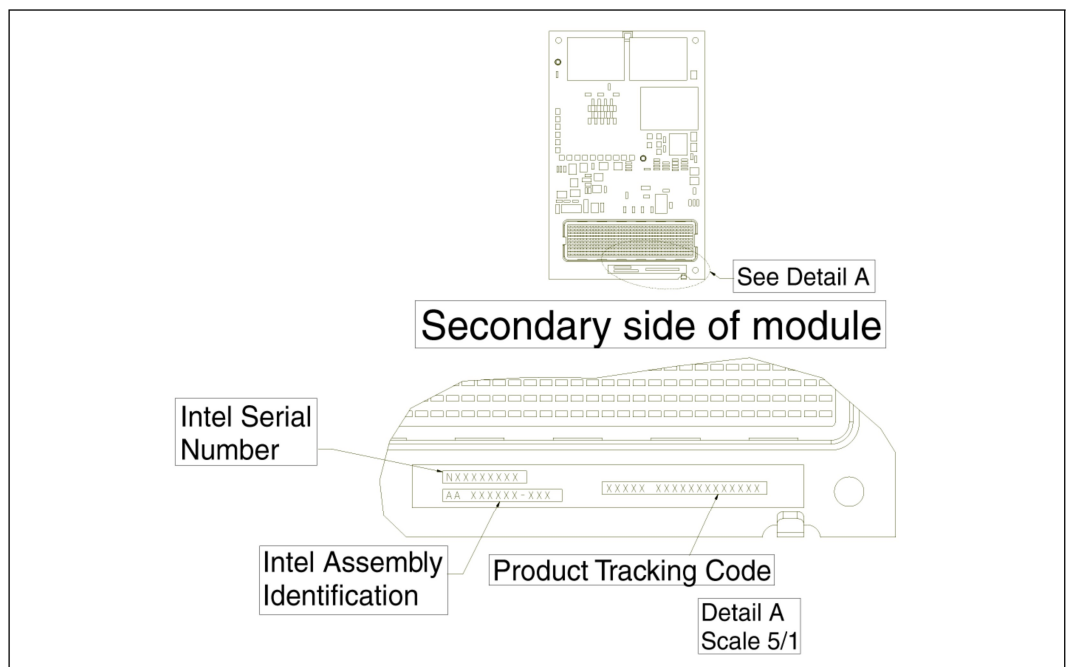 See Detail A
Secondary side of module
Intel Serial
Number
NXXXXXXXX
AA XXXXXX-XXX
XXXXX XXXXXXXXXXXXX
Intel Assembly
Identification
Product Tracking Code
Detail A
Scale 5/1